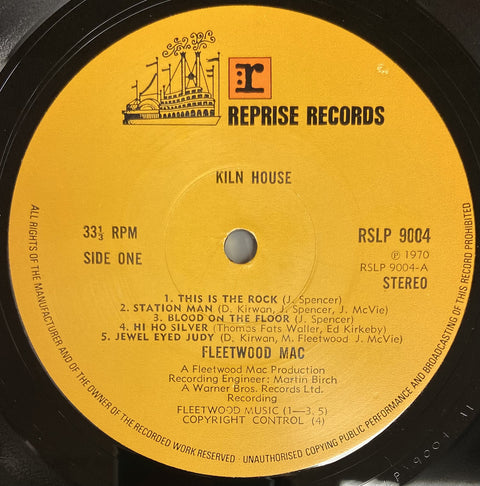 r
REPRISE RECORDS
KILN HOUSE
33⅓ RPM
SIDE ONE
RSLP 9004
℗ 1970
RSLP 9004-A
STEREO
1. THIS IS THE ROCK (J. Spencer)
2. STATION MAN (D. Kirwan, J. Spencer, J. McVie)
3. BLOOD ON THE FLOOR (J. Spencer)
4. HI HO SILVER (Thomas Fats Waller, Ed Kirkeby)
5. JEWEL EYED JUDY (D. Kirwan, M. Fleetwood J. McVie)
FLEETWOOD MAC
A Fleetwood Mac Production
Recording Engineer: Martin Birch
A Warner Bros. Records Ltd.
Recording
FLEETWOOD MUSIC (1—3, 5)
COPYRIGHT CONTROL (4)
ALL RIGHTS OF THE MANUFACTURER AND OF THE OWNER OF THE RECORDED WORK RESERVED · UNAUTHORISED COPYING PUBLIC PERFORMANCE AND BROADCASTING OF THIS RECORD PROHIBITED